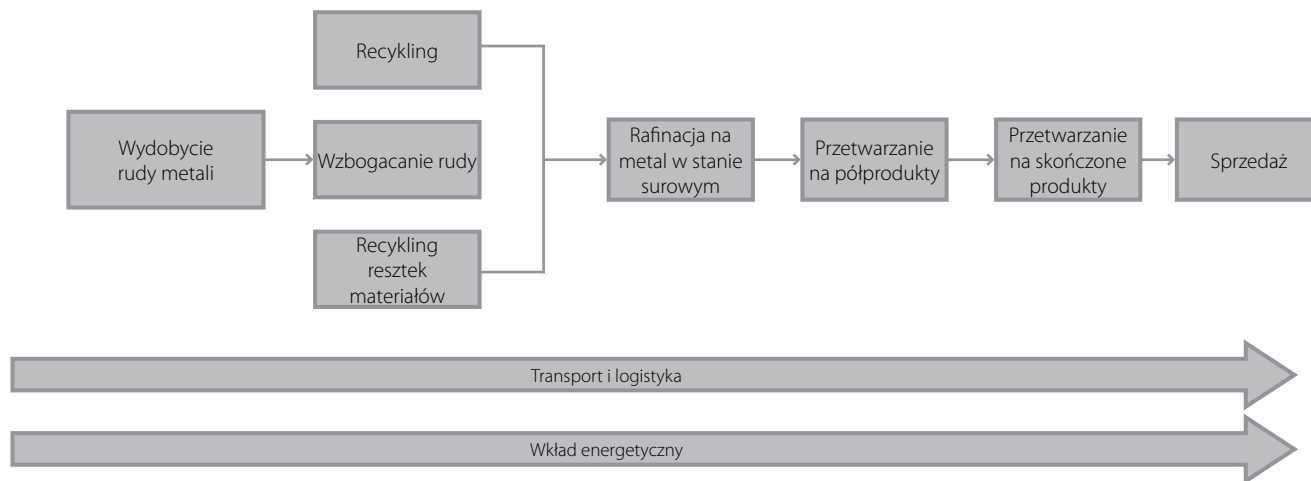 Recykling
Wydobycie
rudy metali
Wzbogacanie rudy
Recykling
resztek
materiałów
Rafinacja na
metal w stanie
surowym
Przetwarzanie
na półprodukty
Przetwarzanie
na skończone
produkty
Sprzedaż
Transport i logistyka
Wkład energetyczny